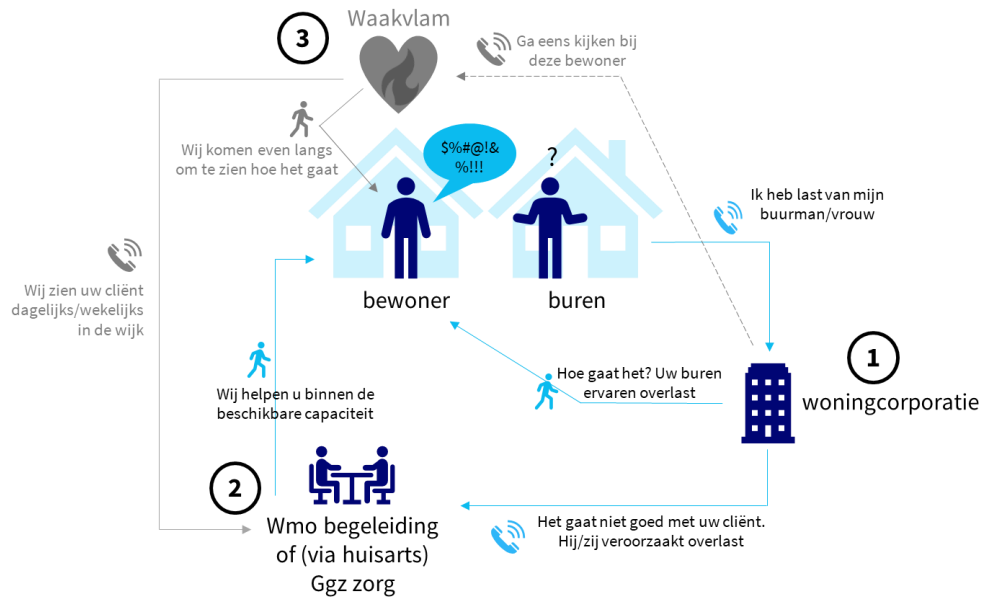 Waakvlam
3
Ga eens kijken bij
deze bewoner
Wij komen even langs
om te zien hoe het gaat
$%#@!&
%!!!
?
Ik heb last van mijn
buurman/vrouw
Wij zien uw cliënt
dagelijks/wekelijks
in de wijk
bewoner
buren
1
woningcorporatie
Hoe gaat het? Uw buren
ervaren overlast
Wij helpen u binnen de
beschikbare capaciteit
2
Wmo begeleiding
of (via huisarts)
Ggz zorg
Het gaat niet goed met uw cliënt.
Hij/zij veroorzaakt overlast